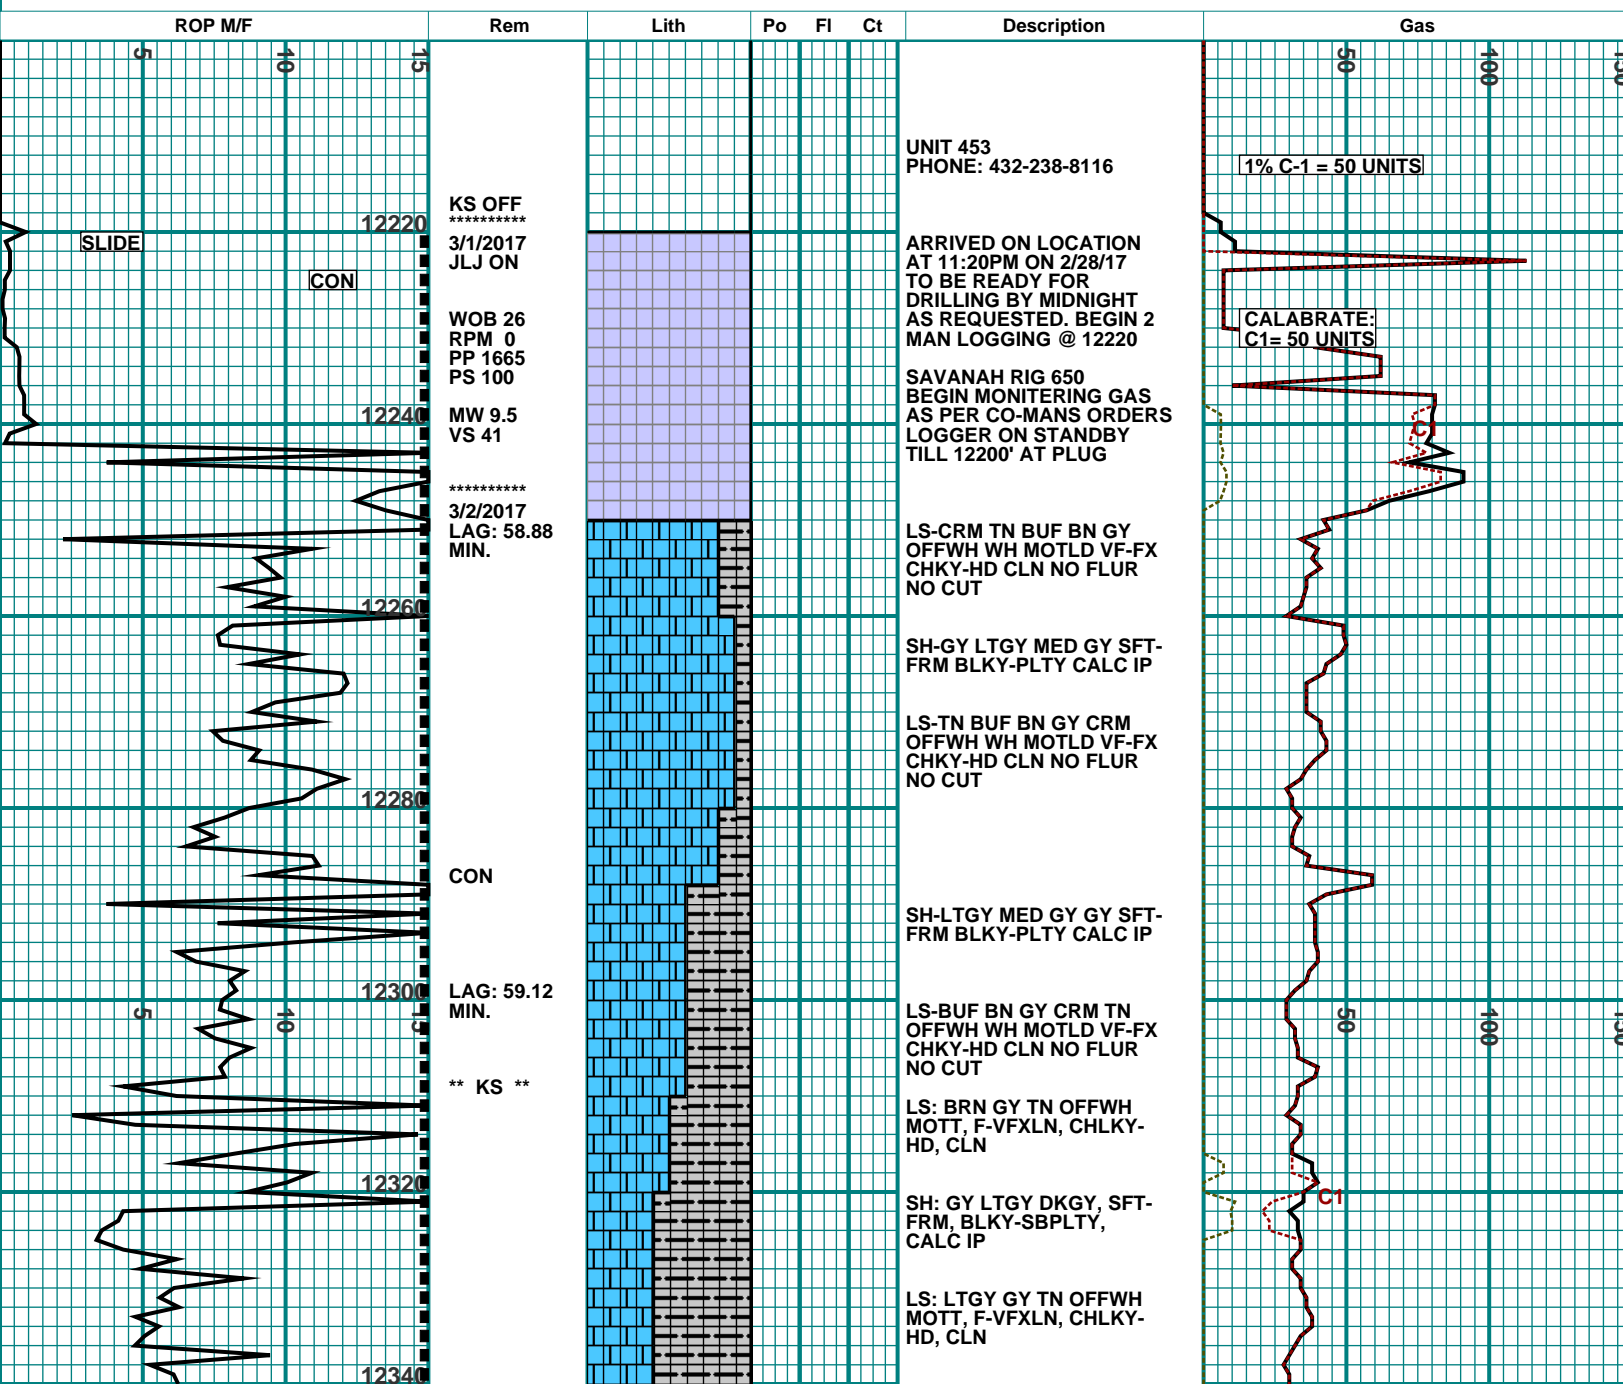 ROP M/F Rem Lith Po Fl Ct Description Gas
5 10 15 50 100 150
UNIT 453
PHONE: 432-238-8116
1% C-1 = 50 UNITS
KS OFF
**********
12220
SLIDE
3/1/2017
JLJ ON
CON
ARRIVED ON LOCATION
AT 11:20PM ON 2/28/17
TO BE READY FOR
DRILLING BY MIDNIGHT
AS REQUESTED. BEGIN 2
MAN LOGGING @ 12220
WOB 26
RPM 0
PP 1665
PS 100
CALABRATE:
C1= 50 UNITS
SAVANAH RIG 650
BEGIN MONITERING GAS
AS PER CO-MANS ORDERS
LOGGER ON STANDBY
TILL 12200' AT PLUG
12240
MW 9.5
VS 41
C1
**********
3/2/2017
LAG: 58.88
MIN.
LS-CRM TN BUF BN GY
OFFWH WH MOTLD VF-FX
CHKY-HD CLN NO FLUR
NO CUT
12260
SH-GY LTGY MED GY SFT-
FRM BLKY-PLTY CALC IP
LS-TN BUF BN GY CRM
OFFWH WH MOTLD VF-FX
CHKY-HD CLN NO FLUR
NO CUT
12280
CON
SH-LTGY MED GY GY SFT-
FRM BLKY-PLTY CALC IP
12300
LAG: 59.12
MIN.
5 10 15 50 100 150
LS-BUF BN GY CRM TN
OFFWH WH MOTLD VF-FX
CHKY-HD CLN NO FLUR
NO CUT
** KS **
LS: BRN GY TN OFFWH
MOTT, F-VFXLN, CHLKY-
HD, CLN
12320
C1
SH: GY LTGY DKGY, SFT-
FRM, BLKY-SBPLTY,
CALC IP
LS: LTGY GY TN OFFWH
MOTT, F-VFXLN, CHLKY-
HD, CLN
12340